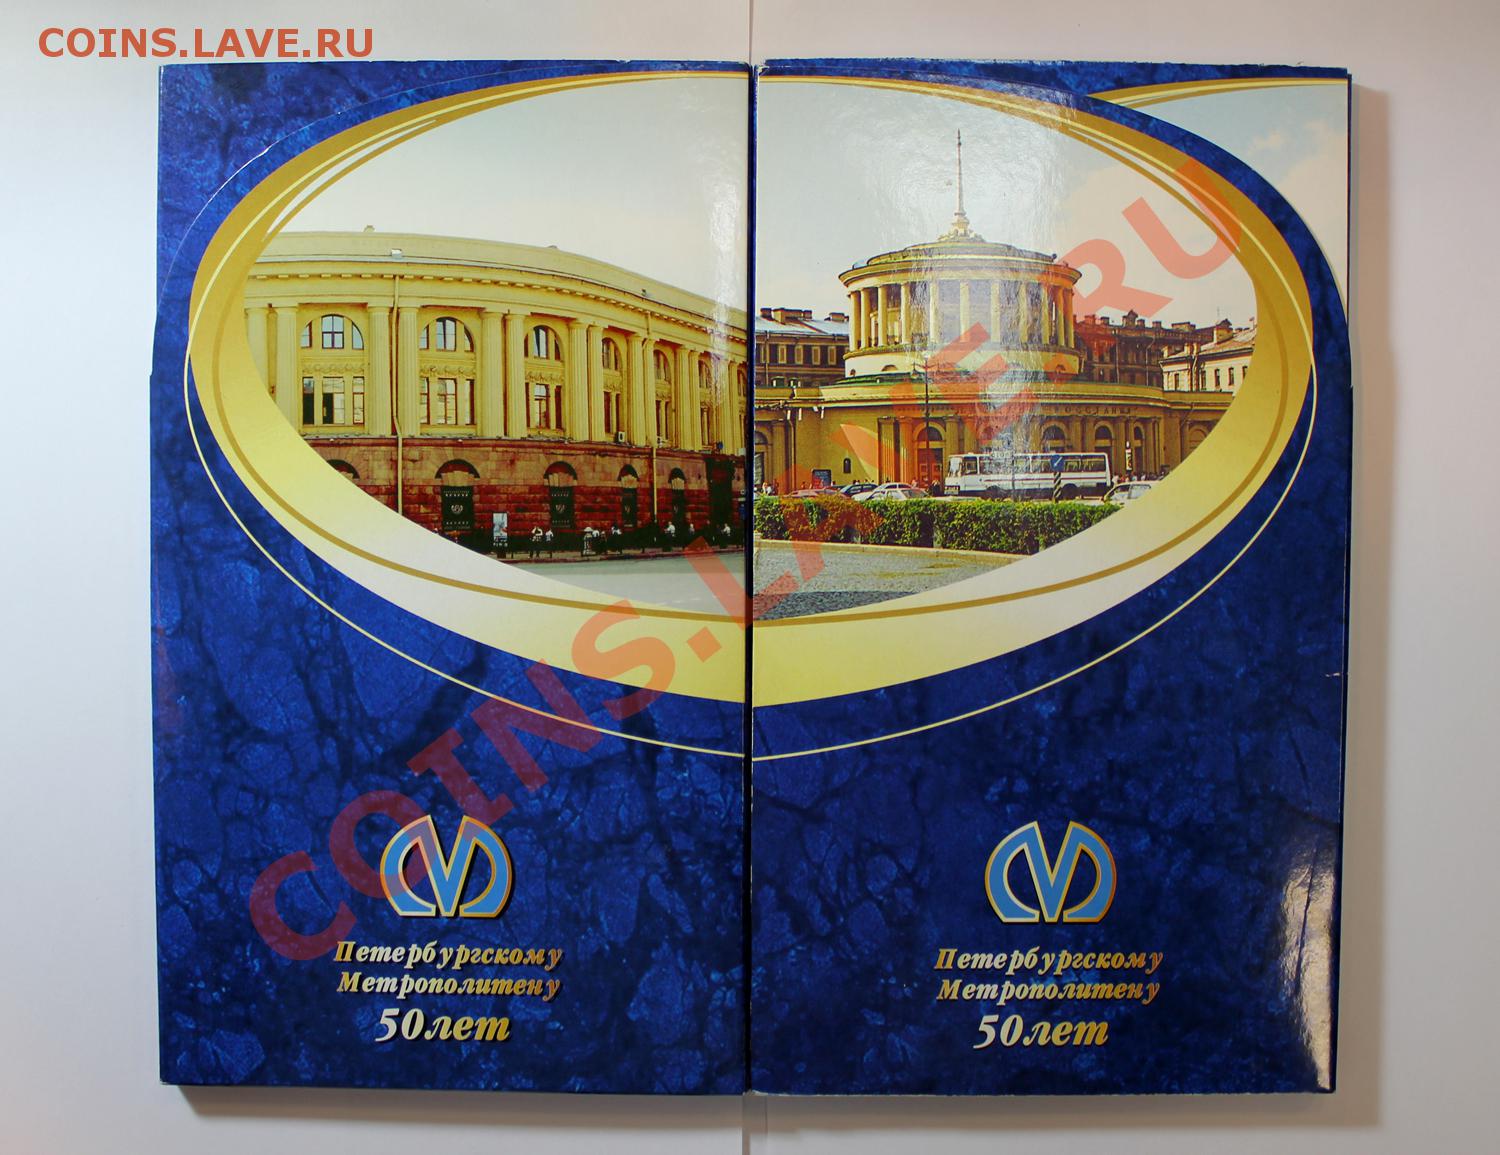 COINS.LAVE.RU
COINS.LAVE.RU
Петербургскому
Метрополитену
50лет
Петербургскому
Метрополитену
50лет